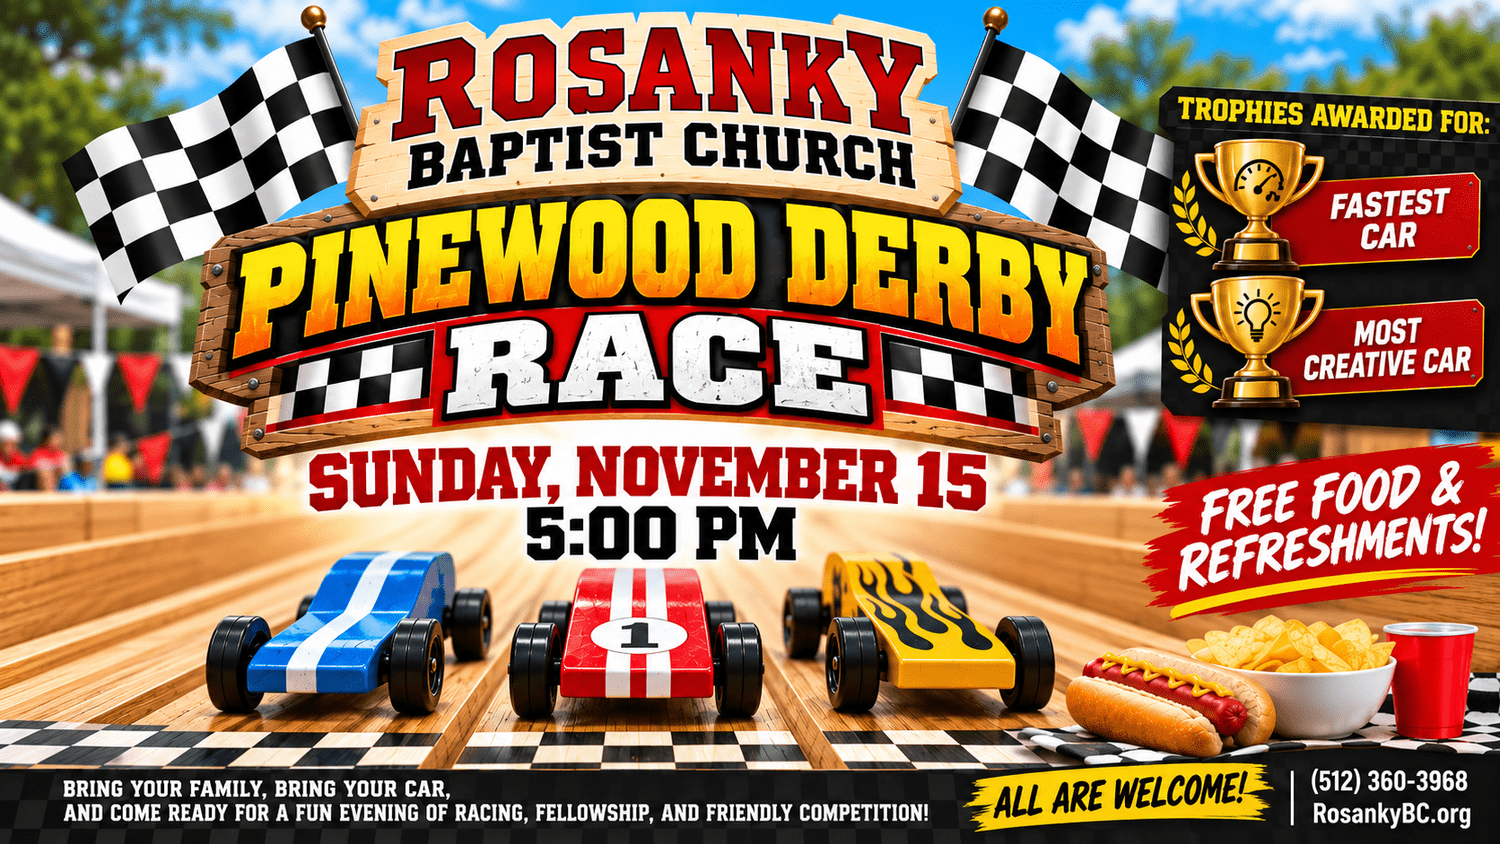 ROSANKY
BAPTIST CHURCH
PINEWOOD DERBY
RACE
SUNDAY, NOVEMBER 15
5:00 PM
TROPHIES AWARDED FOR:
FASTEST
CAR
MOST
CREATIVE CAR
FREE FOOD &
REFRESHMENTS!
1
BRING YOUR FAMILY, BRING YOUR CAR,
AND COME READY FOR A FUN EVENING OF RACING, FELLOWSHIP, AND FRIENDLY COMPETITION!
ALL ARE WELCOME!
(512) 360-3968
RosankyBC.org